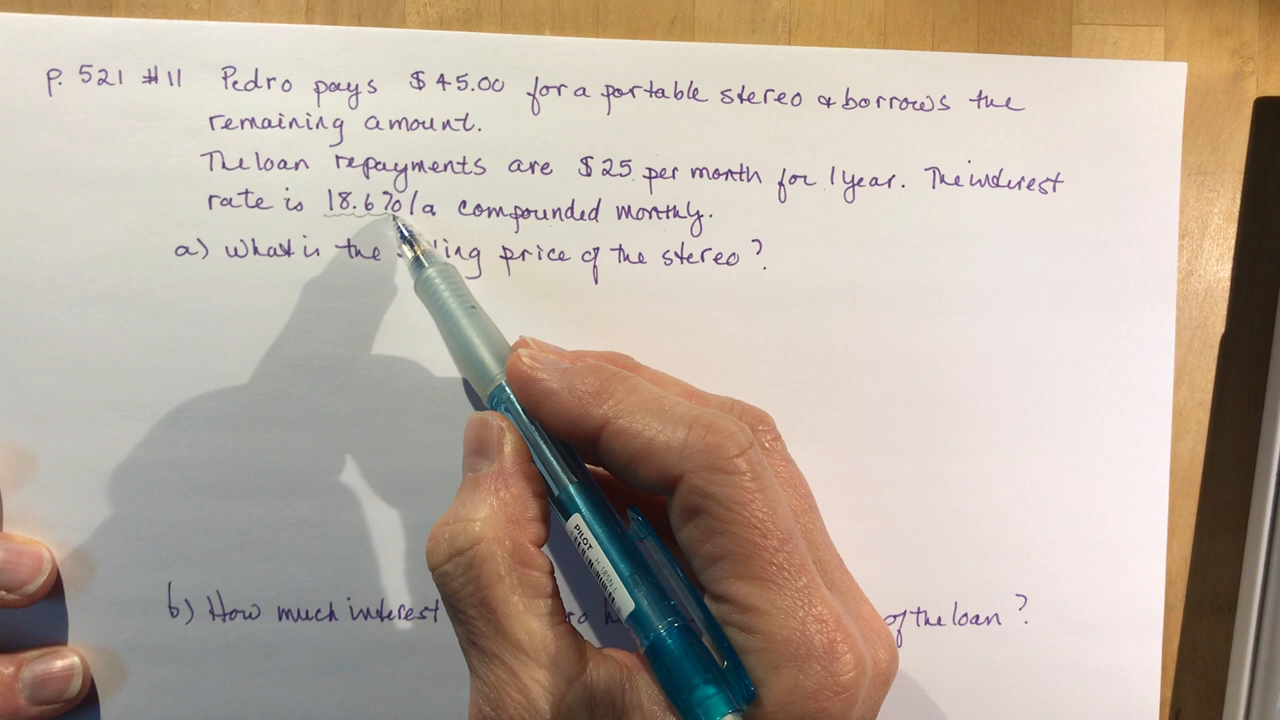 p. 521 #11 Pedro pays $45.00 for a portable stereo & borrows the
remaining amount.
The loan repayments are $25 per month for 1 year. The interest
rate is 18.6%/a compounded monthly.
a) What is the price of the stereo?
b) How much interest of the loan?
PILOT